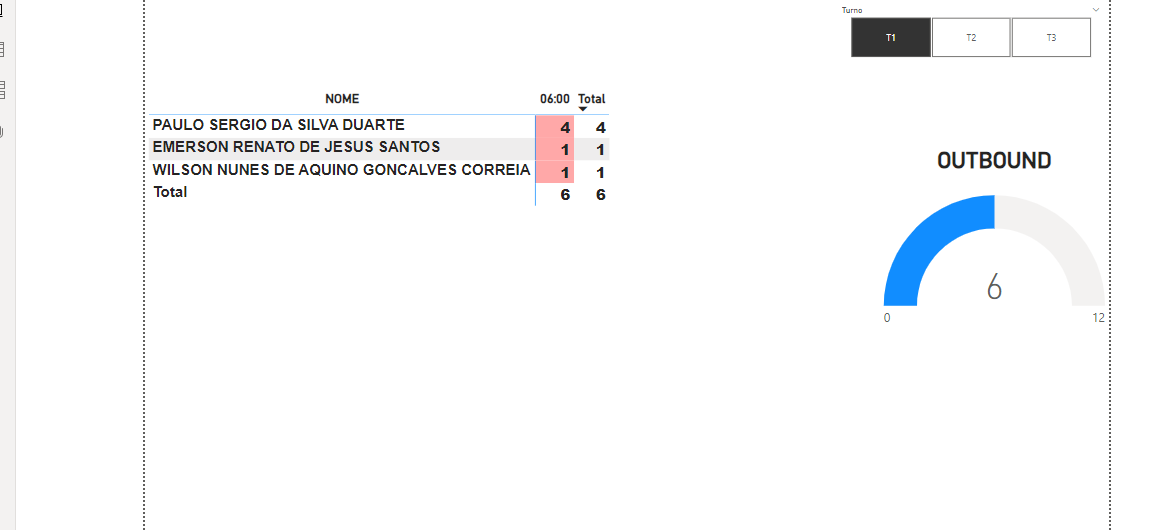 Turno
T1 T2 T3
NOME 06:00 Total
PAULO SERGIO DA SILVA DUARTE 4 4
EMERSON RENATO DE JESUS SANTOS 1 1
WILSON NUNES DE AQUINO GONCALVES CORREIA 1 1
Total 6 6
OUTBOUND
6
0 12